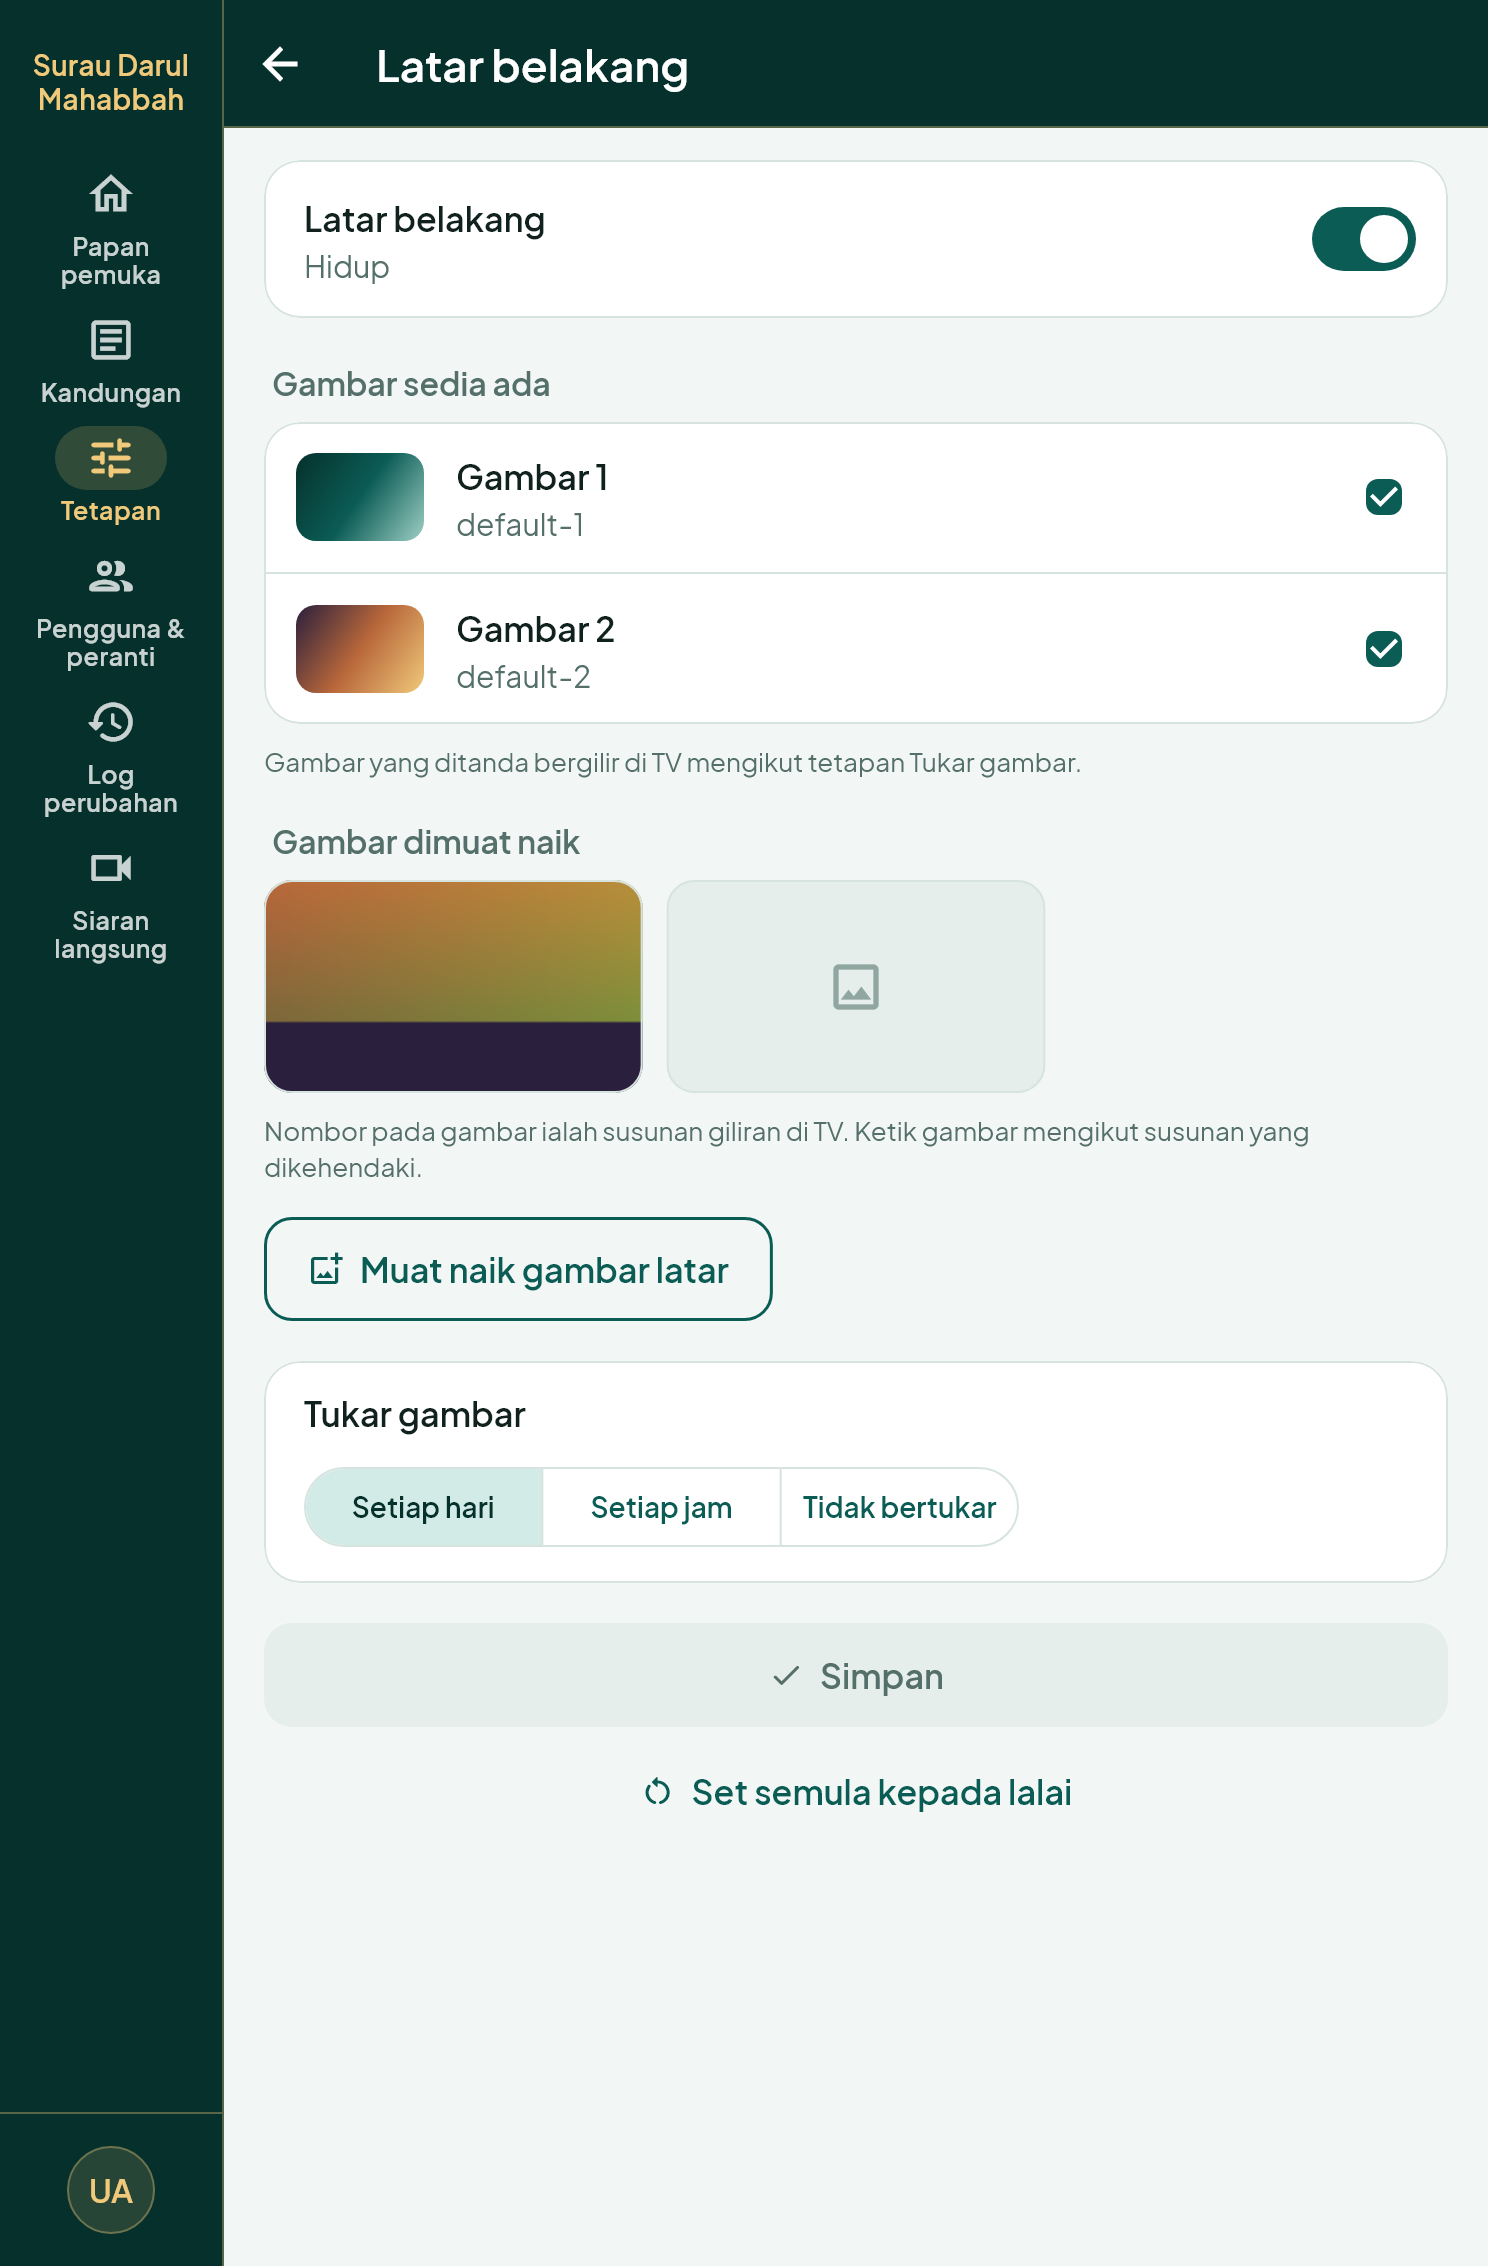 Surau Darul
Mahabbah
Papan
pemuka
Kandungan
Tetapan
Pengguna &
peranti
Log
perubahan
Siaran
langsung
UA
Latar belakang
Latar belakang
Hidup
Gambar sedia ada
Gambar 1
default-1
Gambar 2
default-2
Gambar yang ditanda bergilir di TV mengikut tetapan Tukar gambar.
Gambar dimuat naik
Nombor pada gambar ialah susunan giliran di TV. Ketik gambar mengikut susunan yang
dikehendaki.
Muat naik gambar latar
Tukar gambar
Setiap hari
Setiap jam
Tidak bertukar
Simpan
Set semula kepada lalai